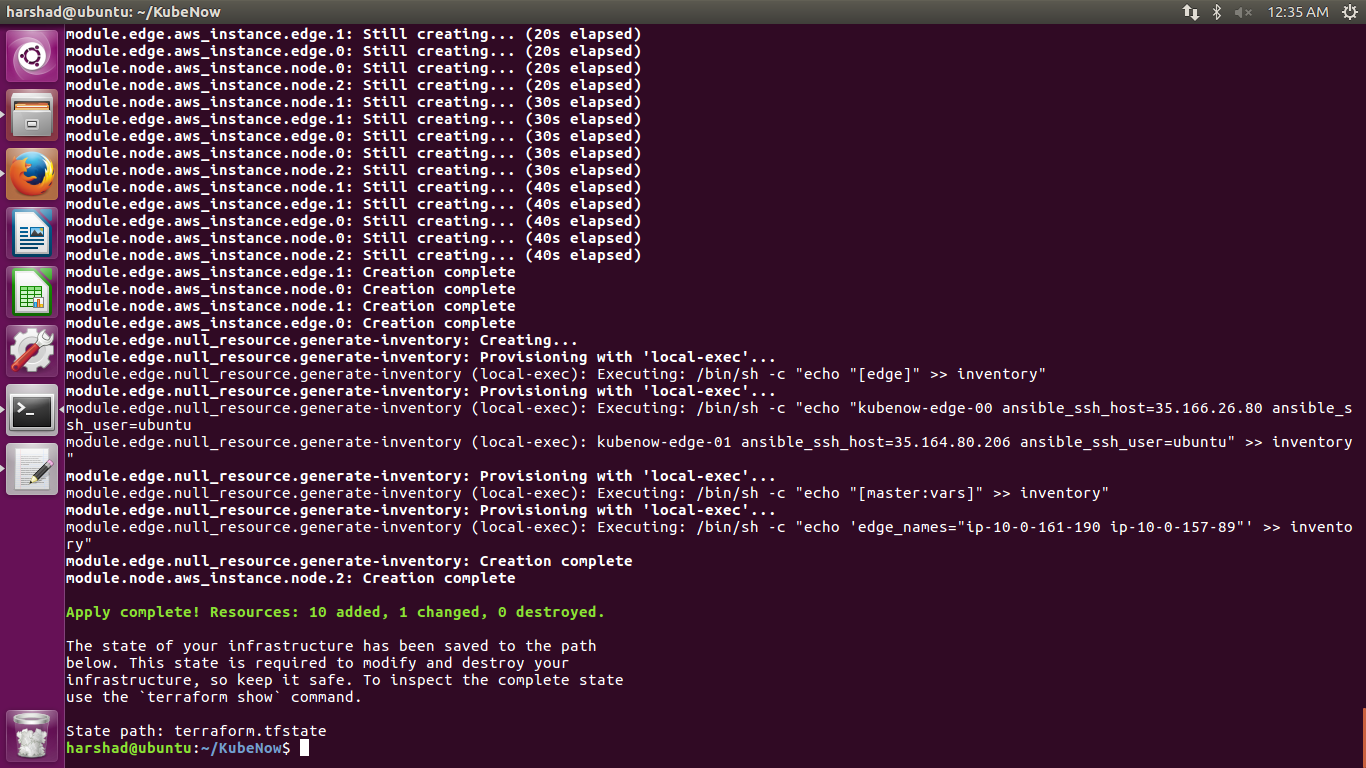 harshad@ubuntu: ~/KubeNow
12:35 AM
module.edge.aws_instance.edge.1: Still creating... (20s elapsed)
module.edge.aws_instance.edge.0: Still creating... (20s elapsed)
module.node.aws_instance.node.0: Still creating... (20s elapsed)
module.node.aws_instance.node.2: Still creating... (20s elapsed)
module.node.aws_instance.node.1: Still creating... (30s elapsed)
module.edge.aws_instance.edge.1: Still creating... (30s elapsed)
module.edge.aws_instance.edge.0: Still creating... (30s elapsed)
module.node.aws_instance.node.0: Still creating... (30s elapsed)
module.node.aws_instance.node.2: Still creating... (30s elapsed)
module.node.aws_instance.node.1: Still creating... (40s elapsed)
module.edge.aws_instance.edge.1: Still creating... (40s elapsed)
module.edge.aws_instance.edge.0: Still creating... (40s elapsed)
module.node.aws_instance.node.0: Still creating... (40s elapsed)
module.node.aws_instance.node.2: Still creating... (40s elapsed)
module.edge.aws_instance.edge.1: Creation complete
module.node.aws_instance.node.0: Creation complete
module.node.aws_instance.node.1: Creation complete
module.edge.aws_instance.edge.0: Creation complete
module.edge.null_resource.generate-inventory: Creating...
module.edge.null_resource.generate-inventory: Provisioning with 'local-exec'...
module.edge.null_resource.generate-inventory (local-exec): Executing: /bin/sh -c "echo "[edge]" >> inventory"
module.edge.null_resource.generate-inventory: Provisioning with 'local-exec'...
module.edge.null_resource.generate-inventory (local-exec): Executing: /bin/sh -c "echo "kubenow-edge-00 ansible_ssh_host=35.166.26.80 ansible_s
sh_user=ubuntu
module.edge.null_resource.generate-inventory (local-exec): kubenow-edge-01 ansible_ssh_host=35.164.80.206 ansible_ssh_user=ubuntu" >> inventory
"
module.edge.null_resource.generate-inventory: Provisioning with 'local-exec'...
module.edge.null_resource.generate-inventory (local-exec): Executing: /bin/sh -c "echo "[master:vars]" >> inventory"
module.edge.null_resource.generate-inventory: Provisioning with 'local-exec'...
module.edge.null_resource.generate-inventory (local-exec): Executing: /bin/sh -c "echo 'edge_names="ip-10-0-161-190 ip-10-0-157-89"' >> invento
ry"
module.edge.null_resource.generate-inventory: Creation complete
module.node.aws_instance.node.2: Creation complete
Apply complete! Resources: 10 added, 1 changed, 0 destroyed.
The state of your infrastructure has been saved to the path
below. This state is required to modify and destroy your
infrastructure, so keep it safe. To inspect the complete state
use the `terraform show` command.
State path: terraform.tfstate
harshad@ubuntu:~/KubeNow$